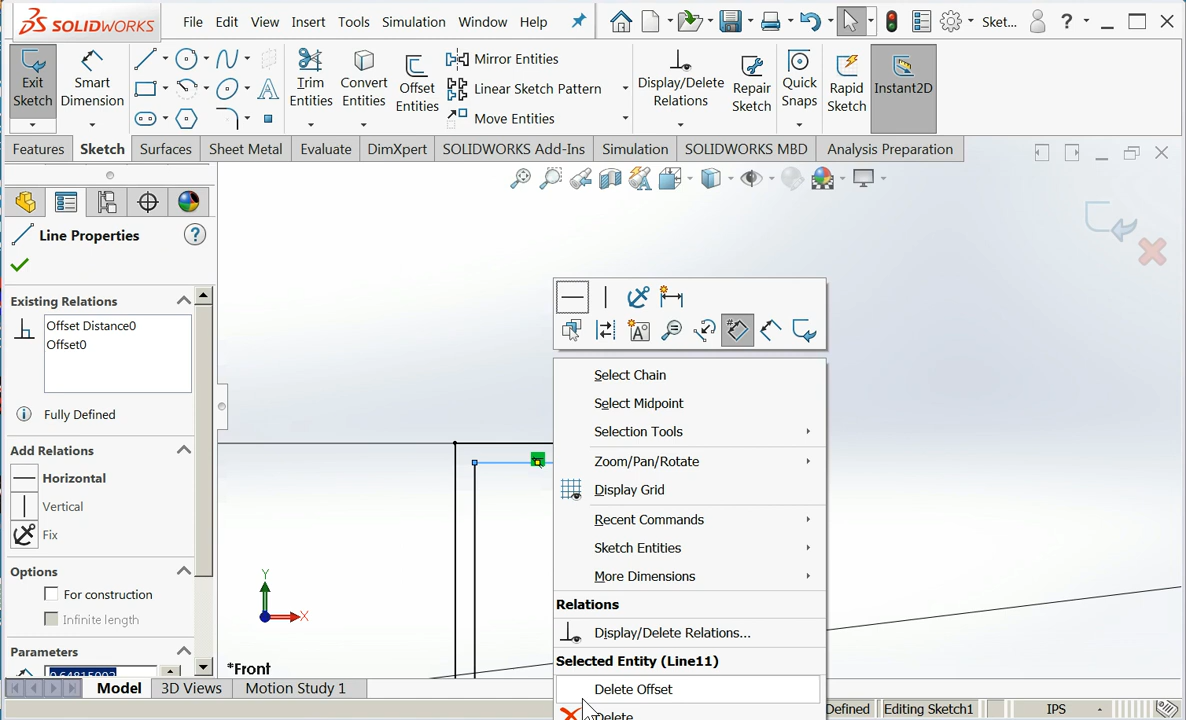 SOLIDWORKS File Edit View Insert Tools Simulation Window Help Sket... ?
Exit Sketch
Smart Dimension
Trim Entities
Convert Entities
Offset Entities
Mirror Entities
Linear Sketch Pattern
Move Entities
Display/Delete Relations
Repair Sketch
Quick Snaps
Rapid Sketch
Instant2D
Features Sketch Surfaces Sheet Metal Evaluate DimXpert SOLIDWORKS Add-Ins Simulation SOLIDWORKS MBD Analysis Preparation
Line Properties ?
Existing Relations
Offset Distance0
Offset0
Fully Defined
Add Relations
Horizontal
Vertical
Fix
Options
For construction
Infinite length
Parameters
Y
X
*Front
Select Chain
Select Midpoint
Selection Tools
Zoom/Pan/Rotate
Display Grid
Recent Commands
Sketch Entities
More Dimensions
Relations
Display/Delete Relations...
Selected Entity (Line11)
Delete Offset
Delete
Model 3D Views Motion Study 1
Defined Editing Sketch1 IPS